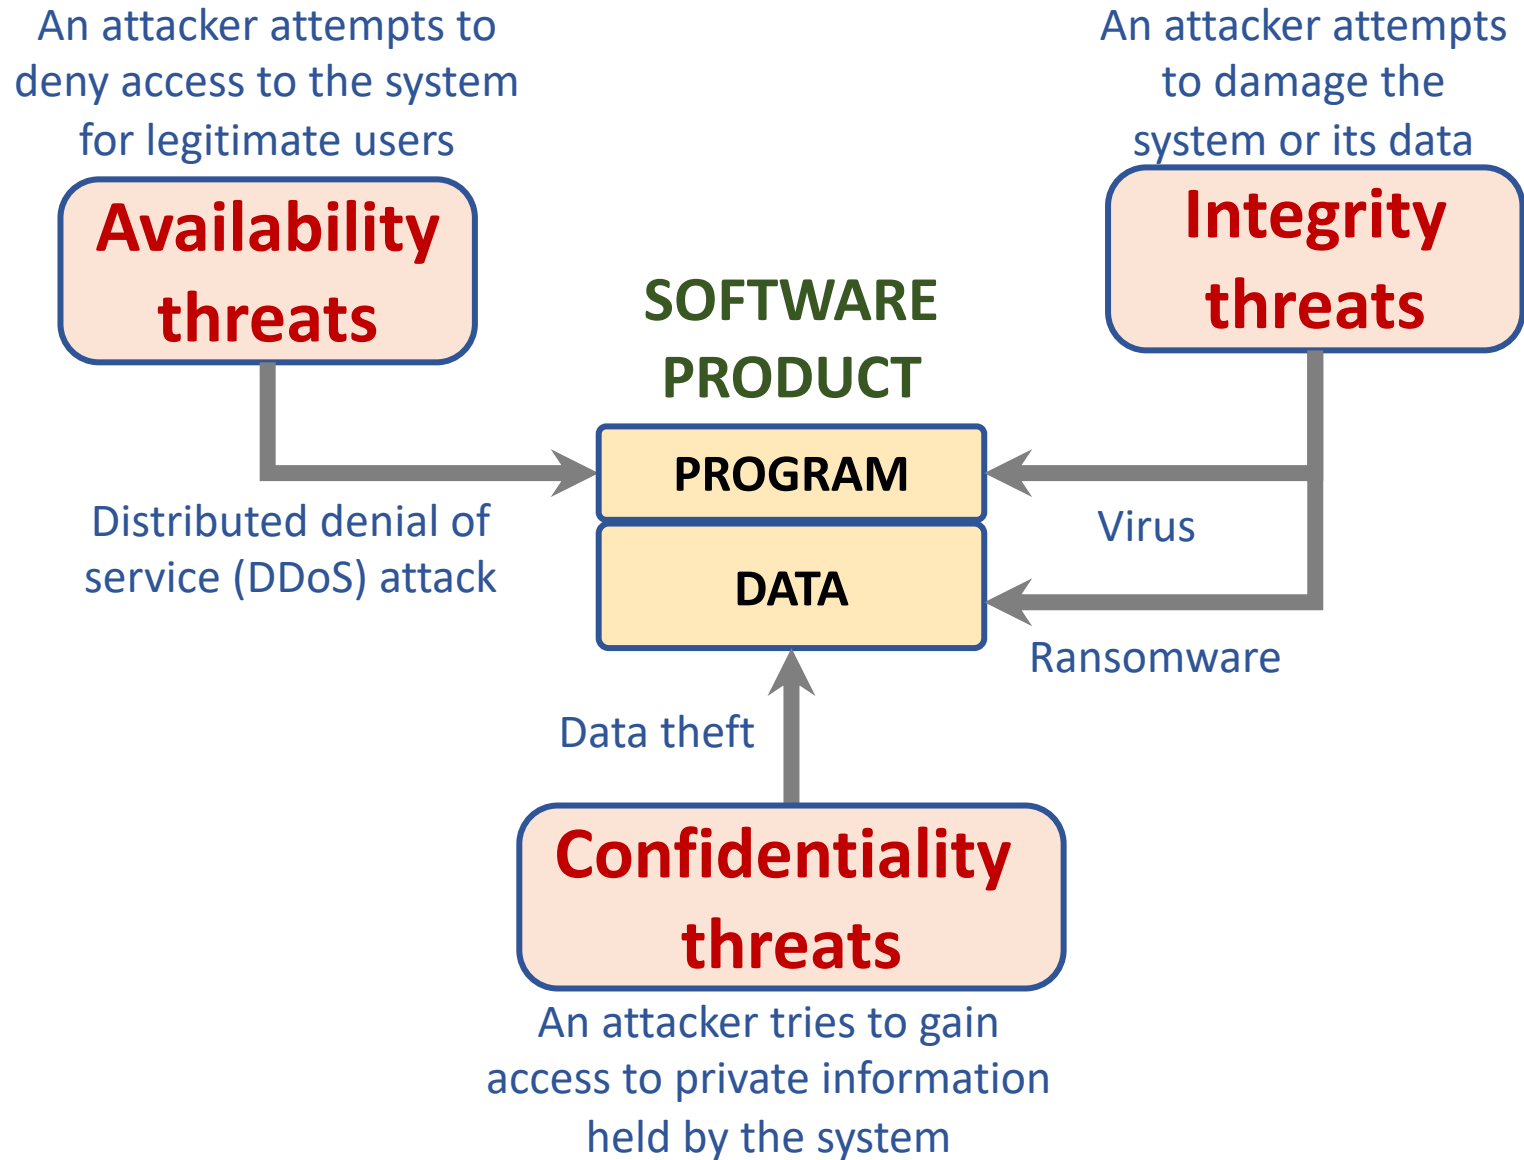 An attacker attempts to
deny access to the system
for legitimate users
Availability
threats
An attacker attempts
to damage the
system or its data
Integrity
threats
SOFTWARE
PRODUCT
PROGRAM
DATA
Distributed denial of
service (DDoS) attack
Virus
Ransomware
Data theft
Confidentiality
threats
An attacker tries to gain
access to private information
held by the system